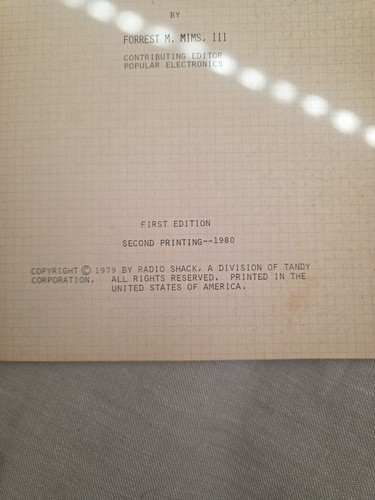 BY
FORREST M. MIMS, III
CONTRIBUTING EDITOR
POPULAR ELECTRONICS
FIRST EDITION
SECOND PRINTING--1980
COPYRIGHT © 1979 BY RADIO SHACK, A DIVISION OF TANDY
CORPORATION. ALL RIGHTS RESERVED. PRINTED IN THE
UNITED STATES OF AMERICA.